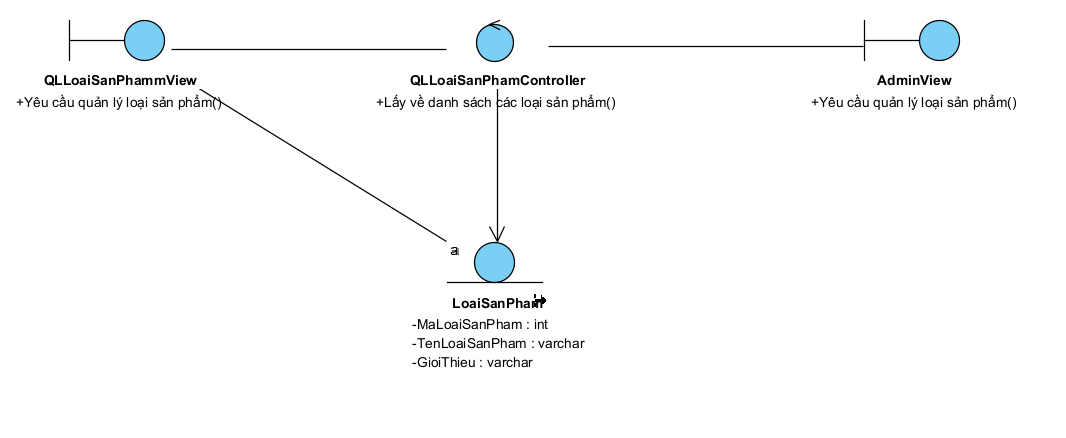 QLLoaiSanPhammView
+Yêu cầu quản lý loại sản phẩm()
QLLoaiSanPhamController
+Lấy về danh sách các loại sản phẩm()
AdminView
+Yêu cầu quản lý loại sản phẩm()
LoaiSanPham
-MaLoaiSanPham : int
-TenLoaiSanPham : varchar
-GioiThieu : varchar